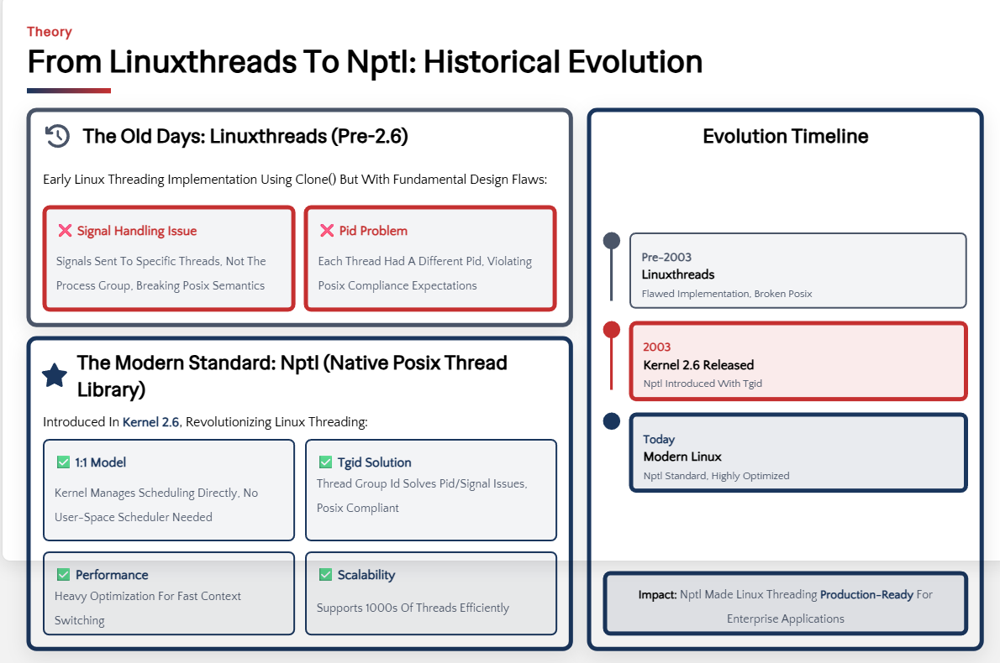 Theory
From Linuxthreads To Nptl: Historical Evolution
The Old Days: Linuxthreads (Pre-2.6)
Early Linux Threading Implementation Using Clone() But With Fundamental Design Flaws:
❌ Signal Handling Issue
Signals Sent To Specific Threads, Not The
Process Group, Breaking Posix Semantics
❌ Pid Problem
Each Thread Had A Different Pid, Violating
Posix Compliance Expectations
The Modern Standard: Nptl (Native Posix Thread
Library)
Introduced In Kernel 2.6, Revolutionizing Linux Threading:
✅ 1:1 Model
Kernel Manages Scheduling Directly, No
User-Space Scheduler Needed
✅ Tgid Solution
Thread Group Id Solves Pid/Signal Issues,
Posix Compliant
✅ Performance
Heavy Optimization For Fast Context
Switching
✅ Scalability
Supports 1000s Of Threads Efficiently
Evolution Timeline
Pre-2003
Linuxthreads
Flawed Implementation, Broken Posix
2003
Kernel 2.6 Released
Nptl Introduced With Tgid
Today
Modern Linux
Nptl Standard, Highly Optimized
Impact: Nptl Made Linux Threading Production-Ready For
Enterprise Applications